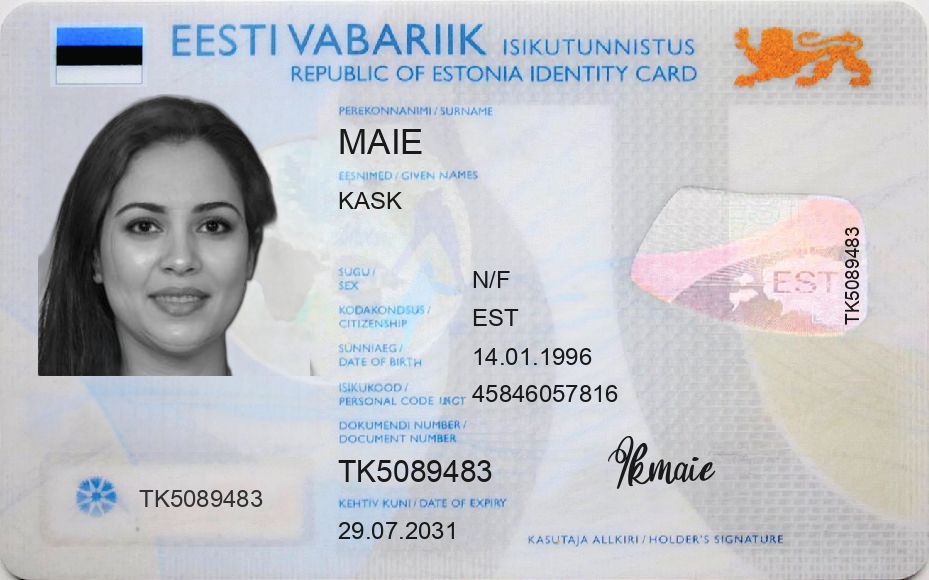 EESTI VABARIIK ISIKUTUNNISTUS
REPUBLIC OF ESTONIA IDENTITY CARD
PEREKONNANIMI / SURNAME
MAIE
EESNIMED / GIVEN NAMES
KASK
SUGU /
SEX
N/F
KODAKONDSUS /
CITIZENSHIP
EST
SÜNNIAEG /
DATE OF BIRTH
14.01.1996
ISIKUKOOD /
PERSONAL CODE
45846057816
DOKUMENDI NUMBER /
DOCUMENT NUMBER
TK5089483
KEHTIV KUNI / DATE OF EXPIRY
29.07.2031
TK5089483
EST
TK5089483
Ikmaie
KASUTAJA ALLKIRI / HOLDER'S SIGNATURE